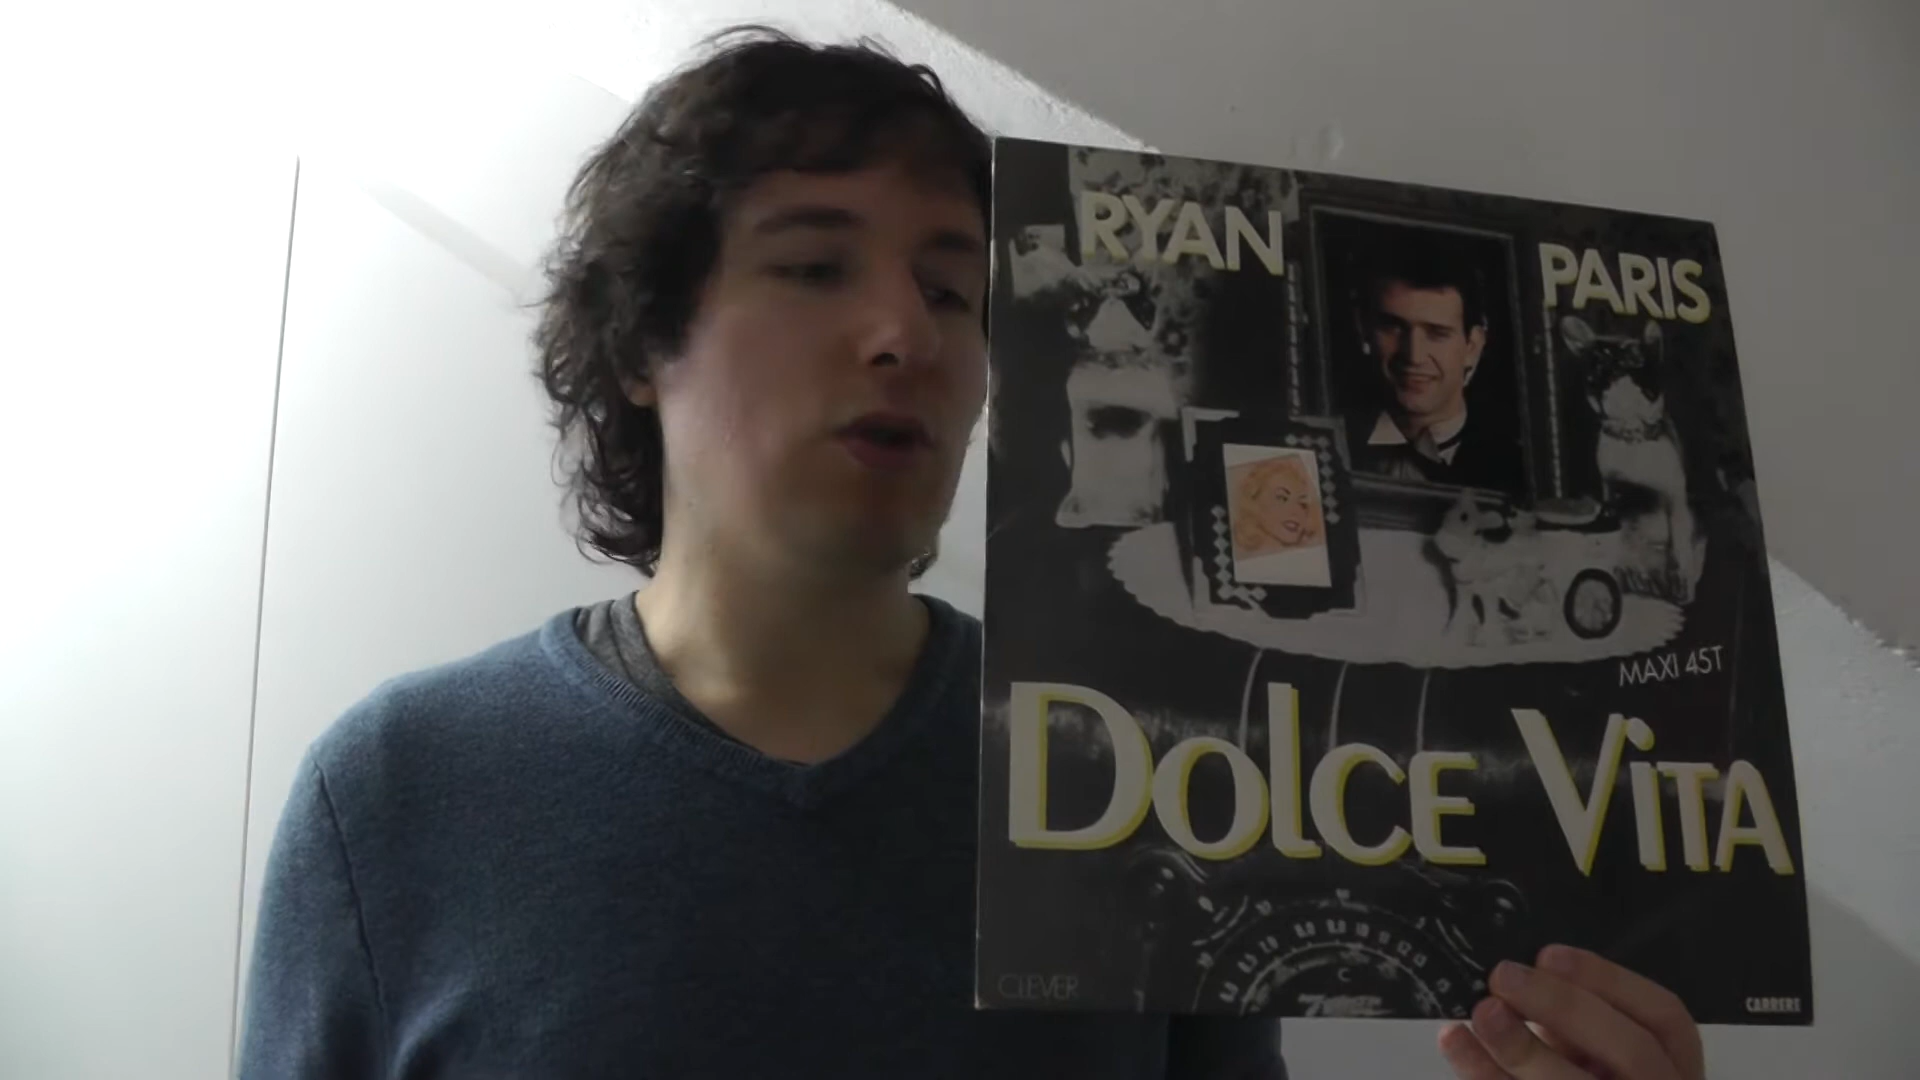 RYAN
PARIS
MAXI 45T
DOLCE VITA
CLEVER
CARRERE